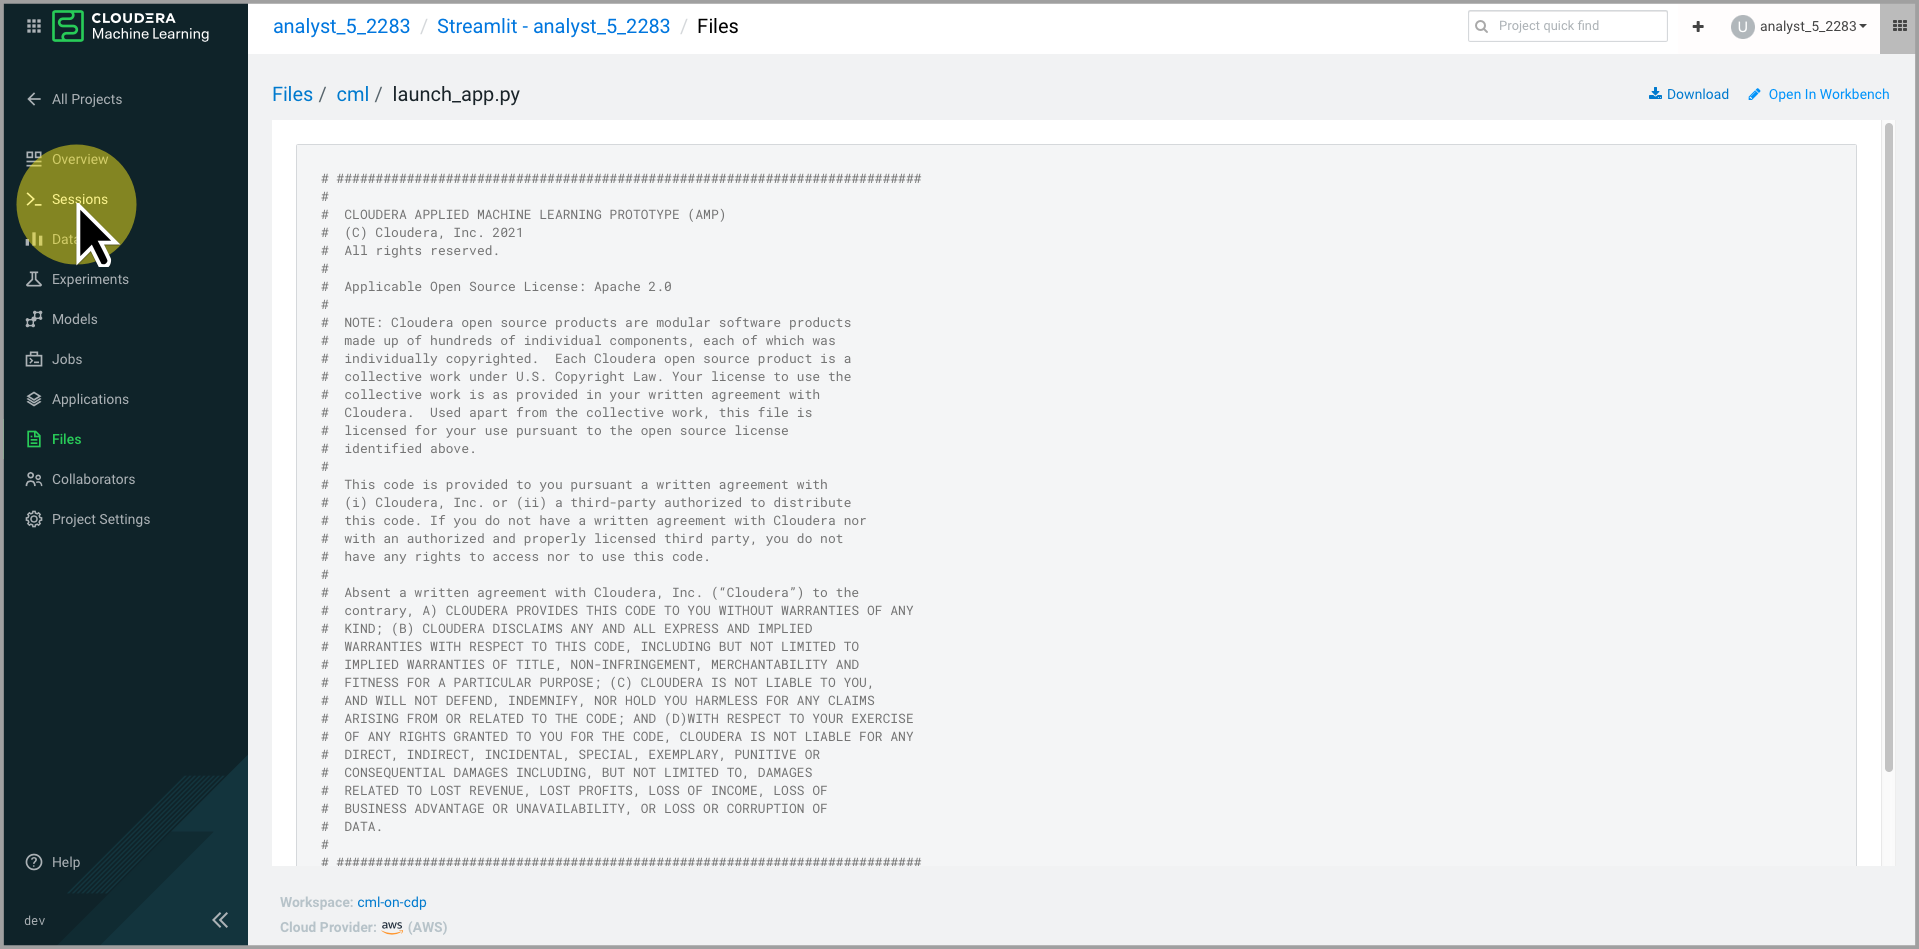 CLOUDERA
Machine Learning
analyst_5_2283 / Streamlit - analyst_5_2283 / Files
Project quick find
U analyst_5_2283
All Projects
Overview
Sessions
Data
Experiments
Models
Jobs
Applications
Files
Collaborators
Project Settings
Help
dev
Files / cml / launch_app.py
Download
Open In Workbench
# ###########################################################################
#
#  CLOUDERA APPLIED MACHINE LEARNING PROTOTYPE (AMP)
#  (C) Cloudera, Inc. 2021
#  All rights reserved.
#
#  Applicable Open Source License: Apache 2.0
#
#  NOTE: Cloudera open source products are modular software products
#  made up of hundreds of individual components, each of which was
#  individually copyrighted.  Each Cloudera open source product is a
#  collective work under U.S. Copyright Law. Your license to use the
#  collective work is as provided in your written agreement with
#  Cloudera.  Used apart from the collective work, this file is
#  licensed for your use pursuant to the open source license
#  identified above.
#
#  This code is provided to you pursuant a written agreement with
#  (i) Cloudera, Inc. or (ii) a third-party authorized to distribute
#  this code. If you do not have a written agreement with Cloudera nor
#  with an authorized and properly licensed third party, you do not
#  have any rights to access nor to use this code.
#
#  Absent a written agreement with Cloudera, Inc. (“Cloudera”) to the
#  contrary, A) CLOUDERA PROVIDES THIS CODE TO YOU WITHOUT WARRANTIES OF ANY
#  KIND; (B) CLOUDERA DISCLAIMS ANY AND ALL EXPRESS AND IMPLIED
#  WARRANTIES WITH RESPECT TO THIS CODE, INCLUDING BUT NOT LIMITED TO
#  IMPLIED WARRANTIES OF TITLE, NON-INFRINGEMENT, MERCHANTABILITY AND
#  FITNESS FOR A PARTICULAR PURPOSE; (C) CLOUDERA IS NOT LIABLE TO YOU,
#  AND WILL NOT DEFEND, INDEMNIFY, NOR HOLD YOU HARMLESS FOR ANY CLAIMS
#  ARISING FROM OR RELATED TO THE CODE; AND (D)WITH RESPECT TO YOUR EXERCISE
#  OF ANY RIGHTS GRANTED TO YOU FOR THE CODE, CLOUDERA IS NOT LIABLE FOR ANY
#  DIRECT, INDIRECT, INCIDENTAL, SPECIAL, EXEMPLARY, PUNITIVE OR
#  CONSEQUENTIAL DAMAGES INCLUDING, BUT NOT LIMITED TO, DAMAGES
#  RELATED TO LOST REVENUE, LOST PROFITS, LOSS OF INCOME, LOSS OF
#  BUSINESS ADVANTAGE OR UNAVAILABILITY, OR LOSS OR CORRUPTION OF
#  DATA.
#
# ###########################################################################
Workspace: cml-on-cdp
Cloud Provider: aws (AWS)